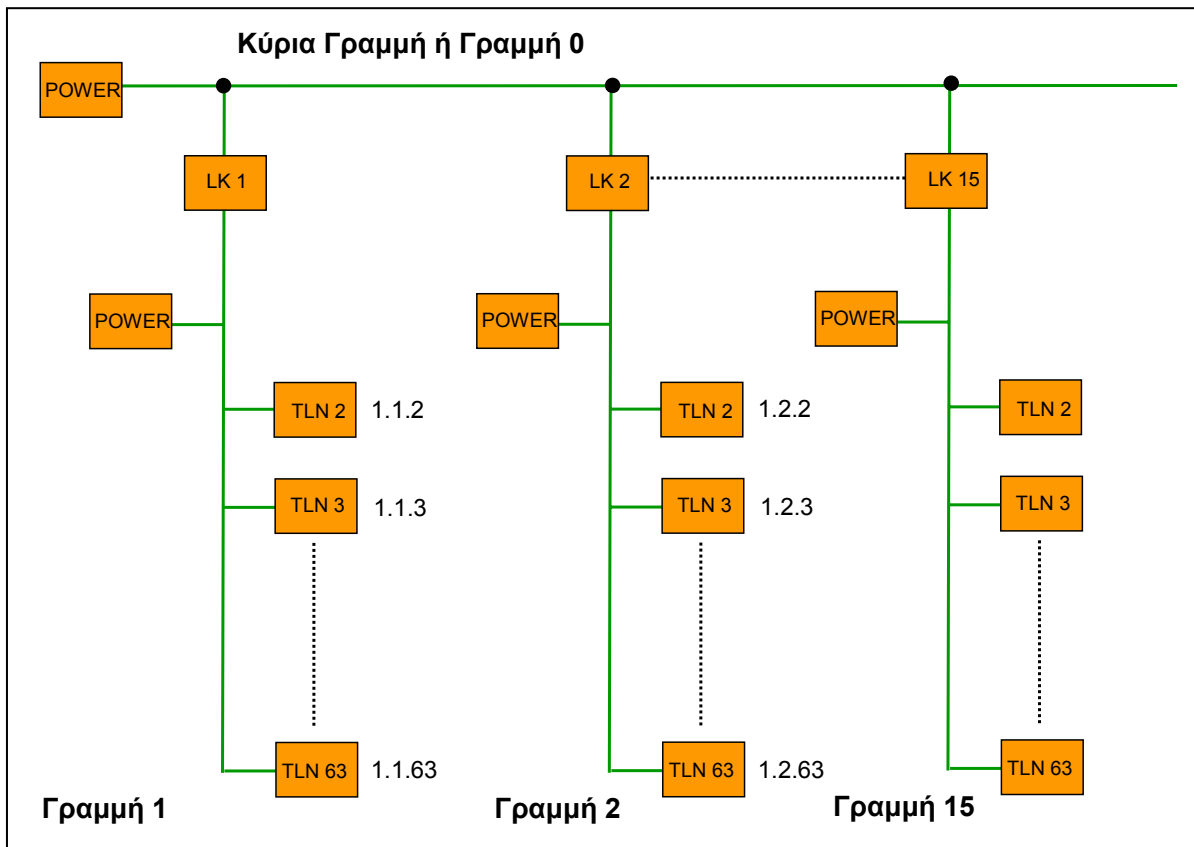 Κύρια Γραμμή ή Γραμμή 0
POWER
LK 1
LK 2
LK 15
POWER
POWER
POWER
TLN 2
1.1.2
TLN 2
1.2.2
TLN 2
TLN 3
1.1.3
TLN 3
1.2.3
TLN 3
TLN 63
1.1.63
TLN 63
1.2.63
TLN 63
Γραμμή 1
Γραμμή 2
Γραμμή 15